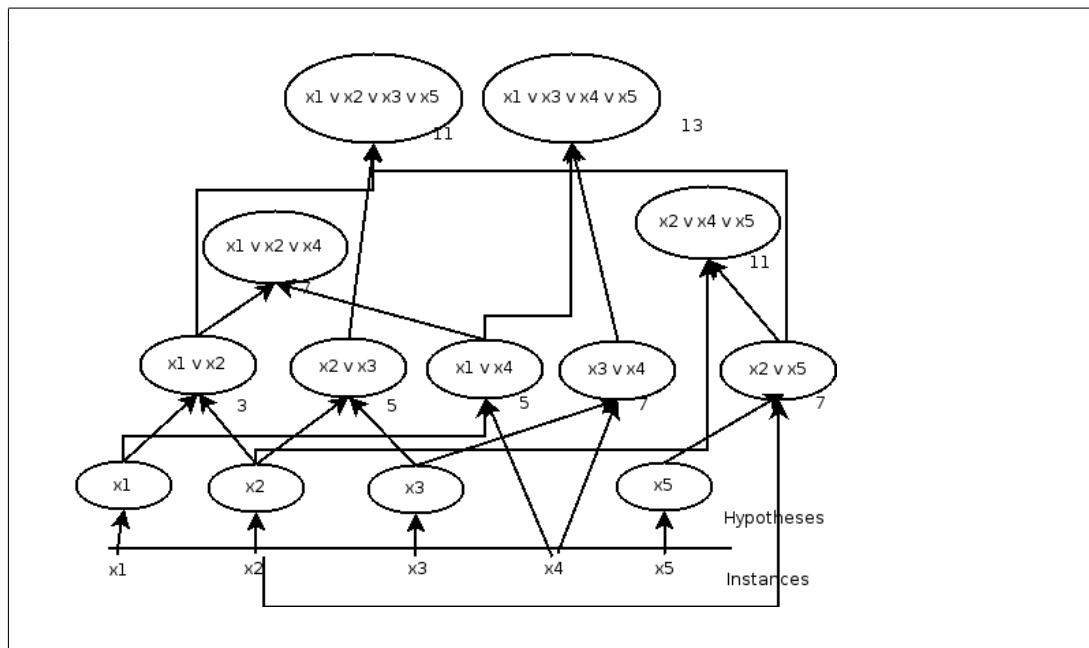 x1 v x2 v x3 v x5
x1 v x3 v x4 v x5
11
13
x1 v x2 v x4
x2 v x4 v x5
7
11
x1 v x2
x2 v x3
x1 v x4
x3 v x4
x2 v x5
3
5
5
7
7
x1
x2
x3
x5
Hypotheses
x1
x2
x3
x4
x5
Instances